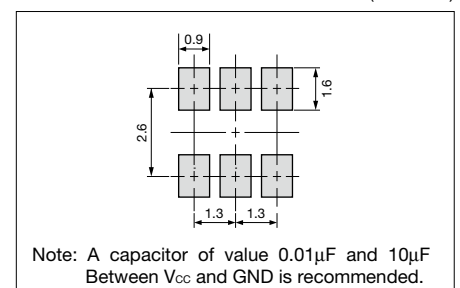 0.9
1.6
2.6
1.3 1.3
Note: A capacitor of value 0.01µF and 10µF
Between Vcc and GND is recommended.